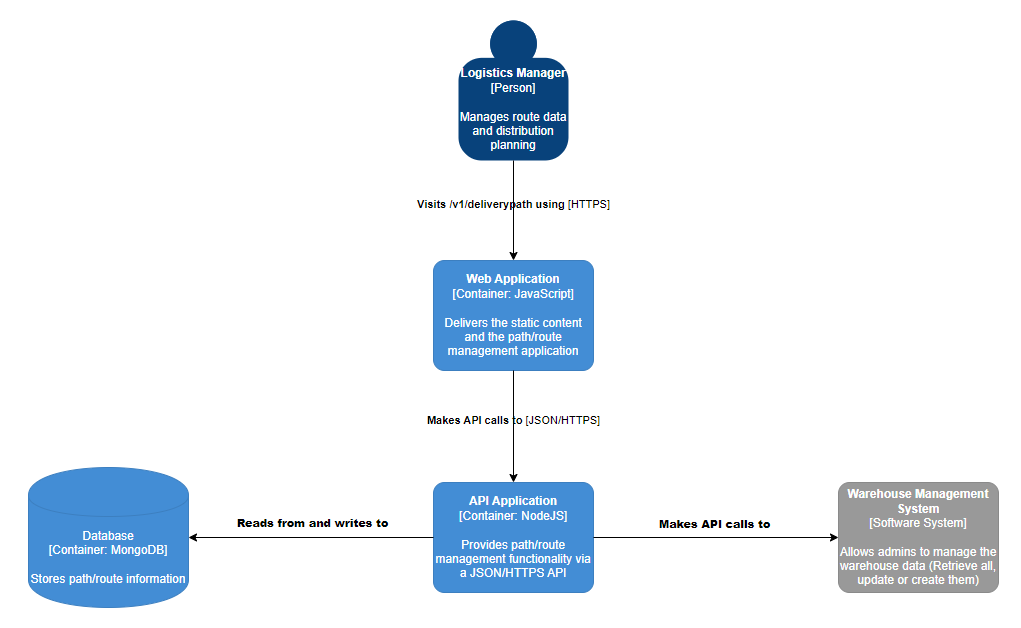 Logistics Manager
[Person]
Manages route data
and distribution
planning
Visits /v1/deliverypath using [HTTPS]
Web Application
[Container: JavaScript]
Delivers the static content
and the path/route
management application
Makes API calls to [JSON/HTTPS]
Database
[Container: MongoDB]
Stores path/route information
Reads from and writes to
API Application
[Container: NodeJS]
Provides path/route
management functionality via
a JSON/HTTPS API
Makes API calls to
Warehouse Management
System
[Software System]
Allows admins to manage the
warehouse data (Retrieve all,
update or create them)